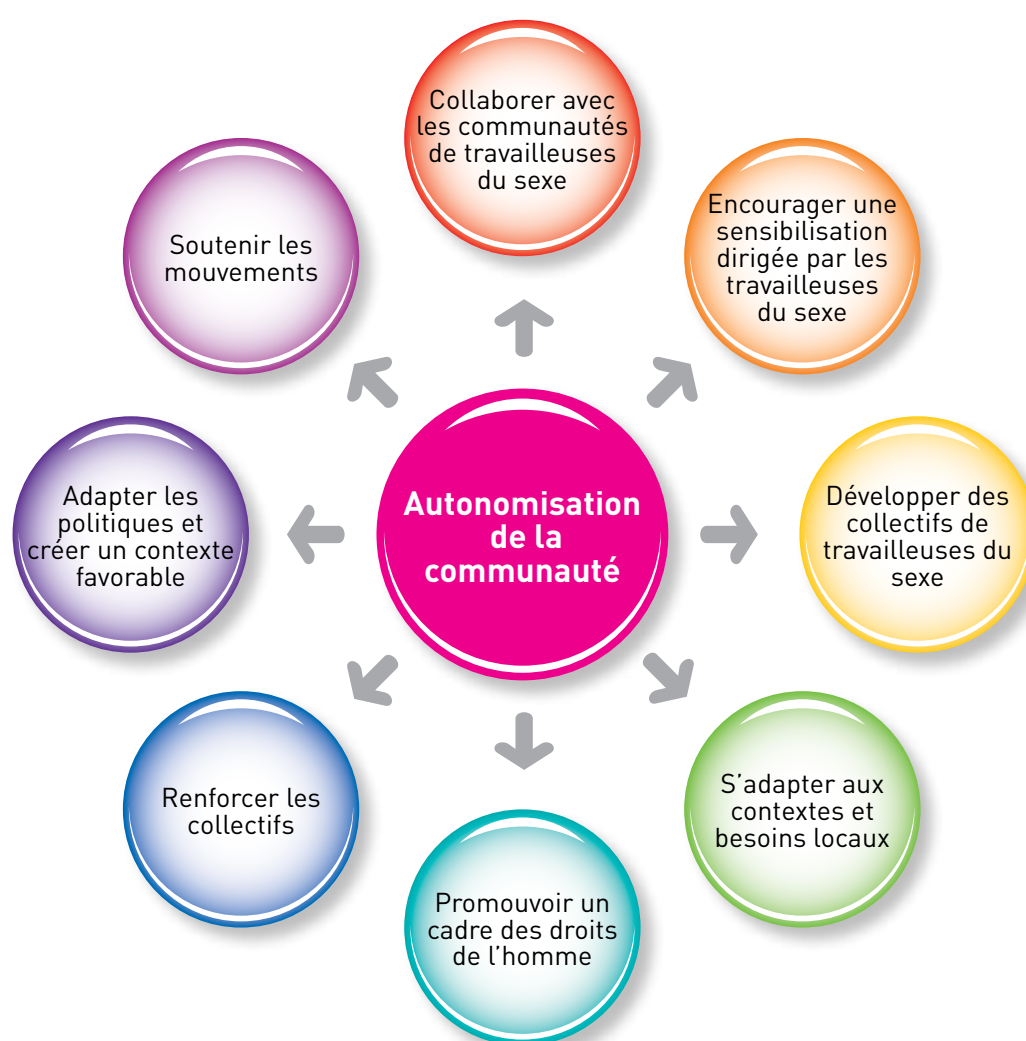 Collaborer avec
les communautés
de travailleuses
du sexe
Encourager une
sensibilisation
dirigée par les
travailleuses
du sexe
Développer des
collectifs de
travailleuses du
sexe
S’adapter aux
contextes et
besoins locaux
Promouvoir un
cadre des droits
de l’homme
Renforcer les
collectifs
Adapter les
politiques et
créer un contexte
favorable
Soutenir les
mouvements
Autonomisation
de la
communauté